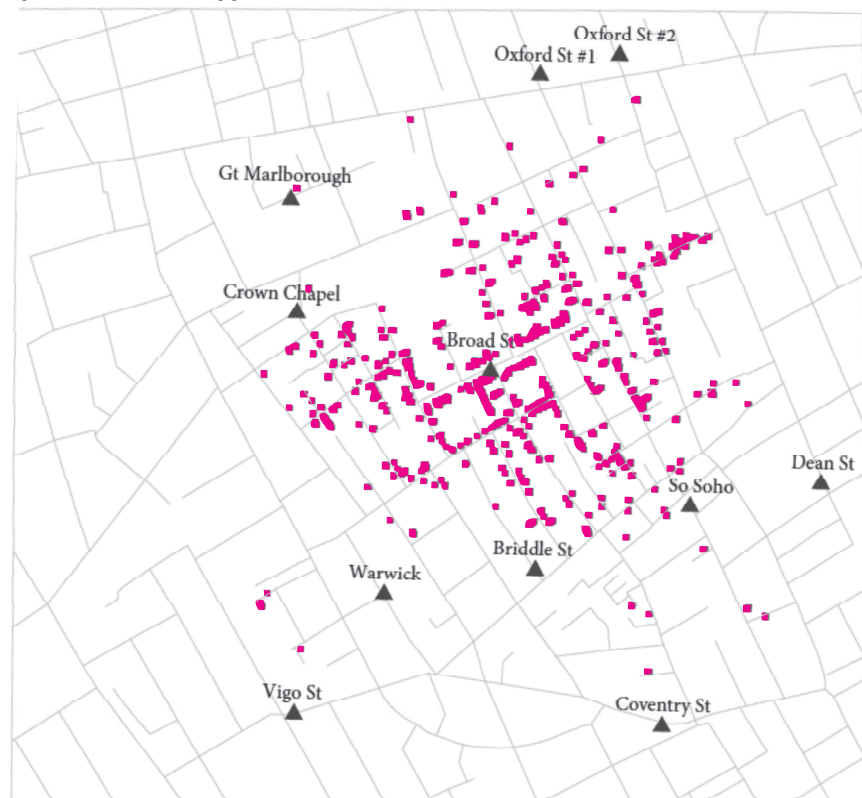 Oxford St #2
Oxford St #1
Gt Marlborough
Crown Chapel
Broad St
Dean St
So Soho
Briddle St
Warwick
Vigo St
Coventry St